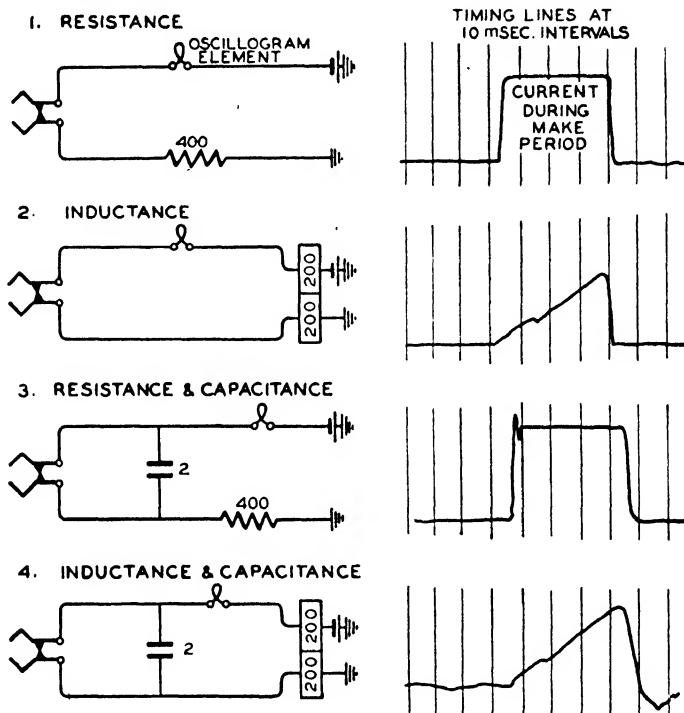 1. RESISTANCE
OSCILLOGRAM
ELEMENT
400
TIMING LINES AT
10 mSEC. INTERVALS
CURRENT
DURING
MAKE
PERIOD
2. INDUCTANCE
200
200
3. RESISTANCE & CAPACITANCE
2
400
4. INDUCTANCE & CAPACITANCE
2
200
200